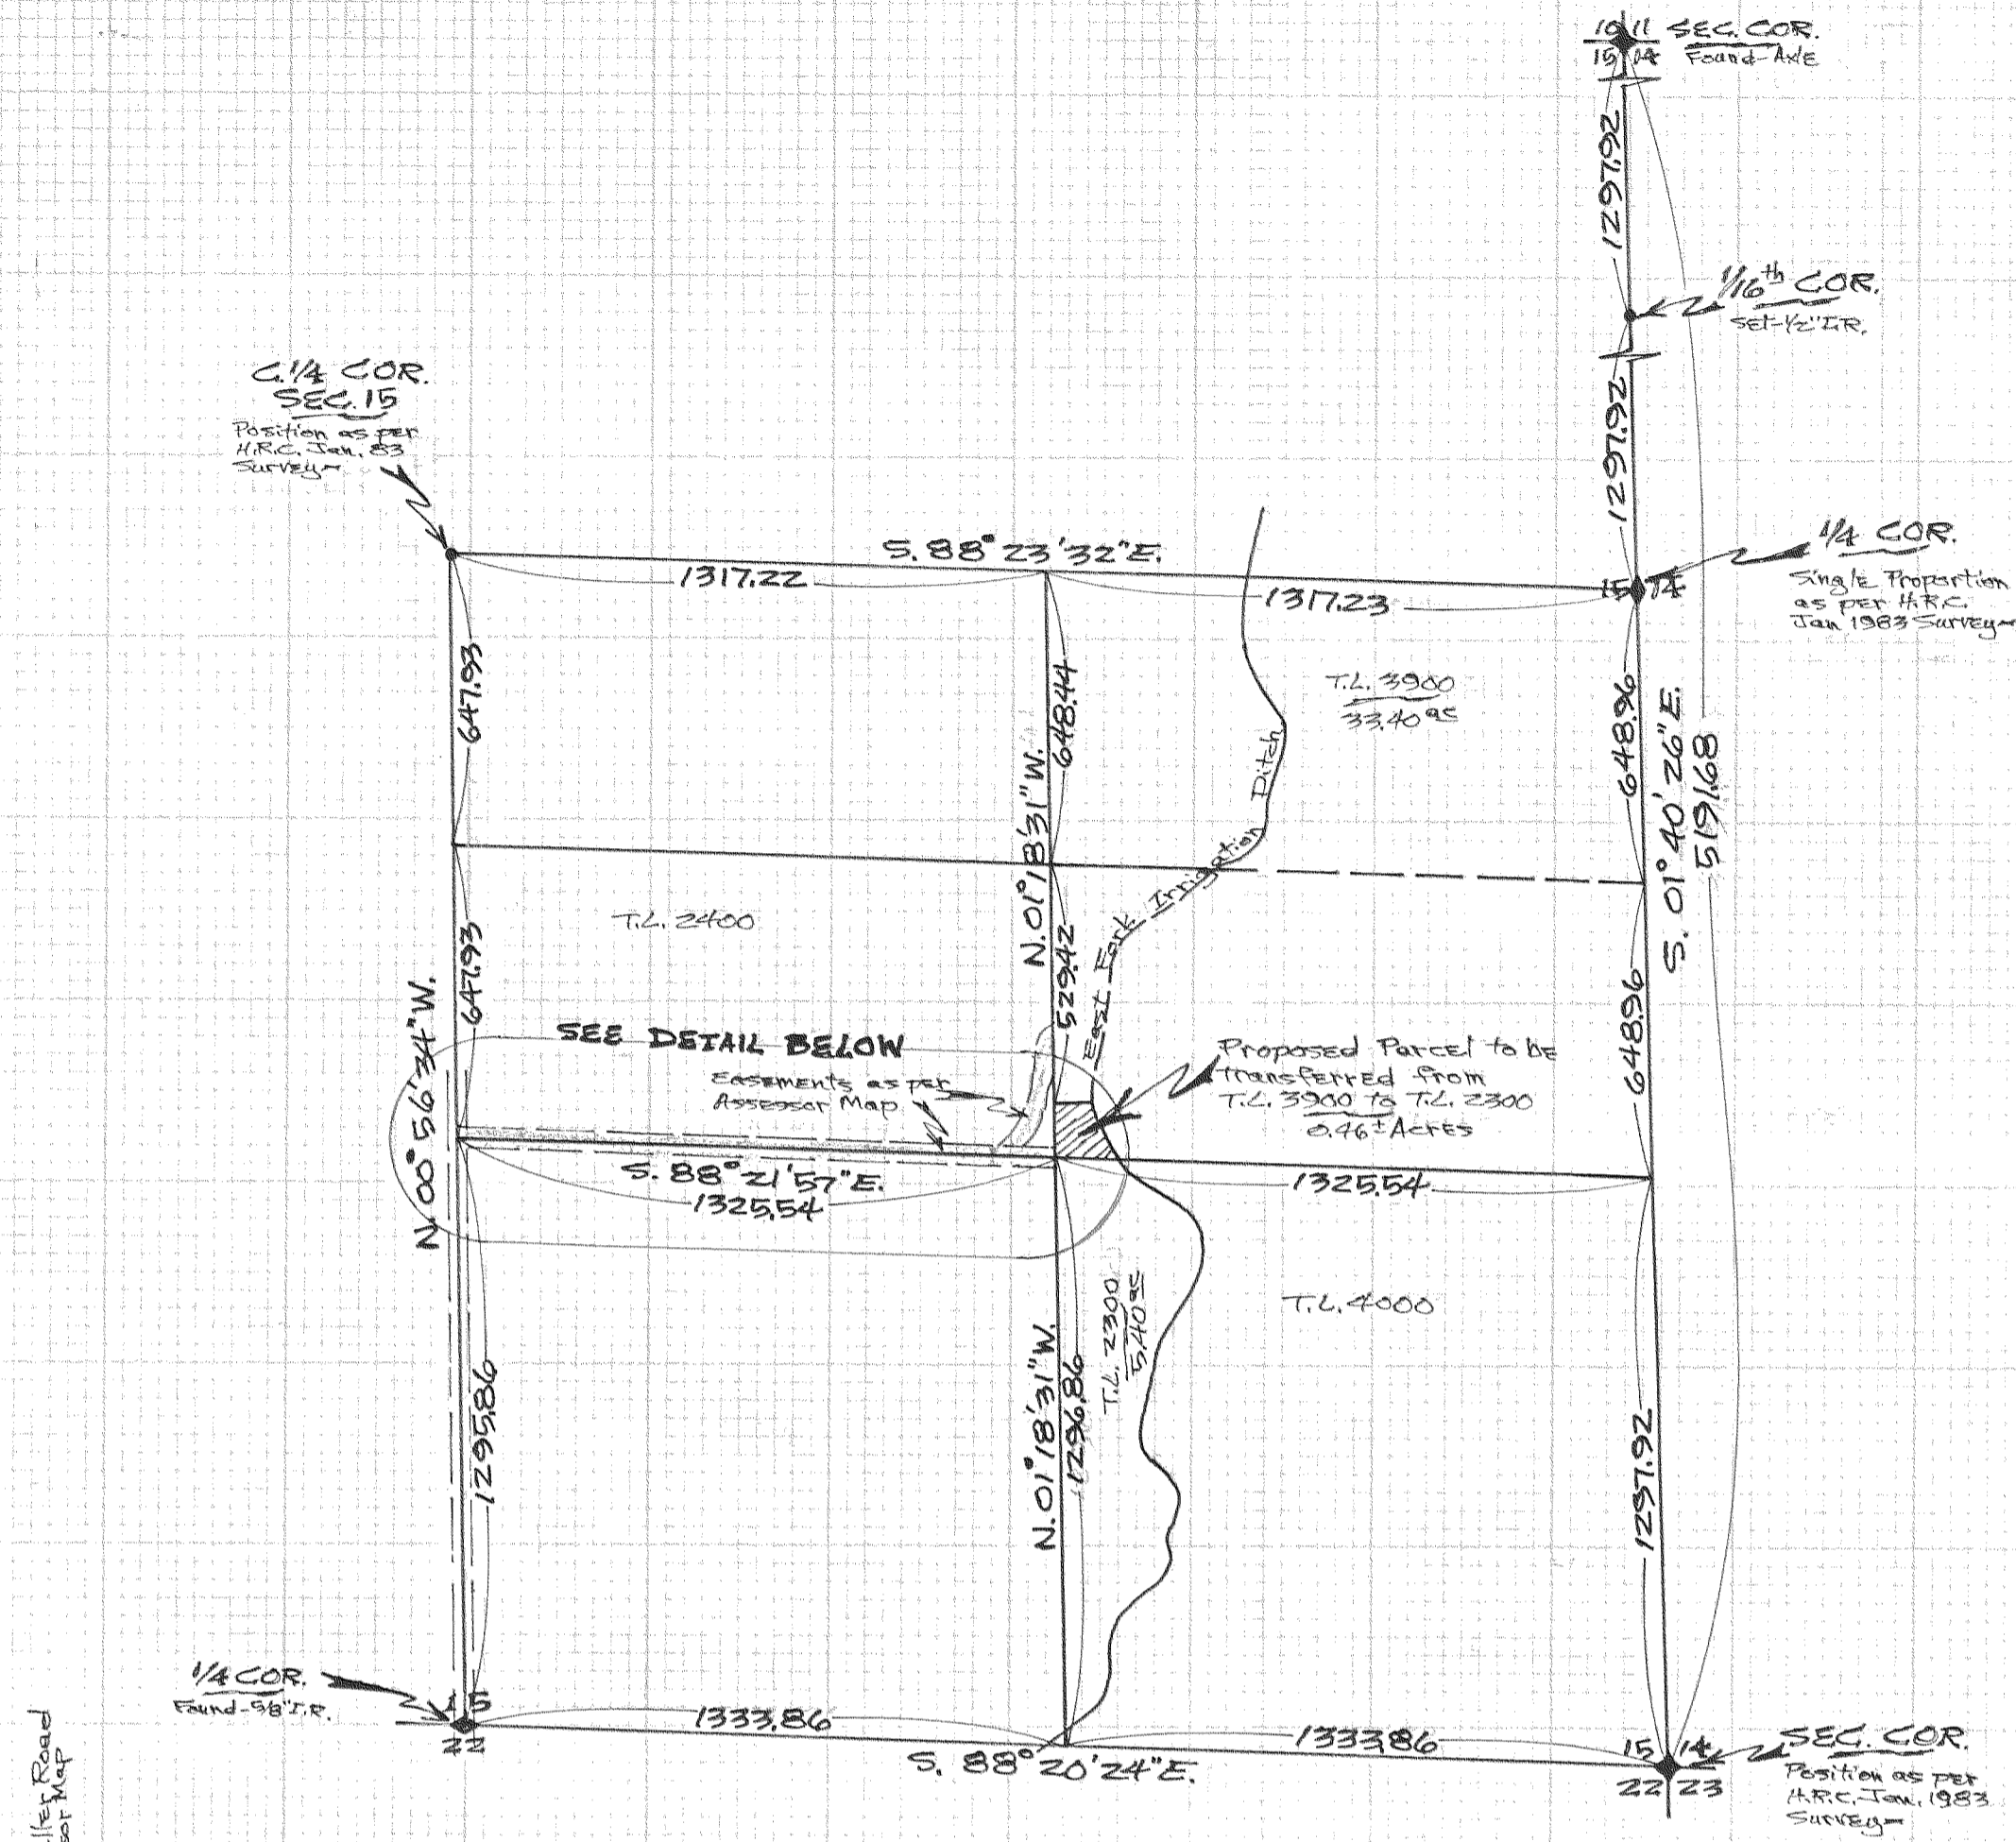 10 11 SEC. COR.
15 14 Found-Axle
1297.92
1/16th COR.
Set-1/2" I.R.
1297.92
C.1/4 COR.
SEC. 15
Position as per
H.R.C. Jan. 83
Survey~
S. 88° 23' 32" E.
1317.22
1317.23
15 14
1/4 COR.
Single Proportion
as per H.R.C.
Jan 1983 Survey~
647.93
648.44
T.L. 3900
33.40 ac
648.96
S. 01° 40' 26" E.
5191.68
N. 01° 18' 31" W.
East Fork Irrigation Ditch
T.L. 2400
647.93
529.42
648.96
N. 00° 56' 34" W.
SEE DETAIL BELOW
Easements as per
Assessor Map
Proposed Parcel to be
transferred from
T.L. 3900 to T.L. 2300
0.46± Acres
S. 88° 21' 57" E.
1325.54
1325.54
T.L. 2300
5.40 ac
T.L. 4000
1295.86
N. 01° 18' 31" W.
1296.86
1297.92
1/4 COR.
Found-5/8" I.R.
22
1333.86
1333.86
S. 88° 20' 24" E.
15 14
22 23
SEC. COR.
Position as per
H.R.C. Jan. 1983
Survey~
Road
Map